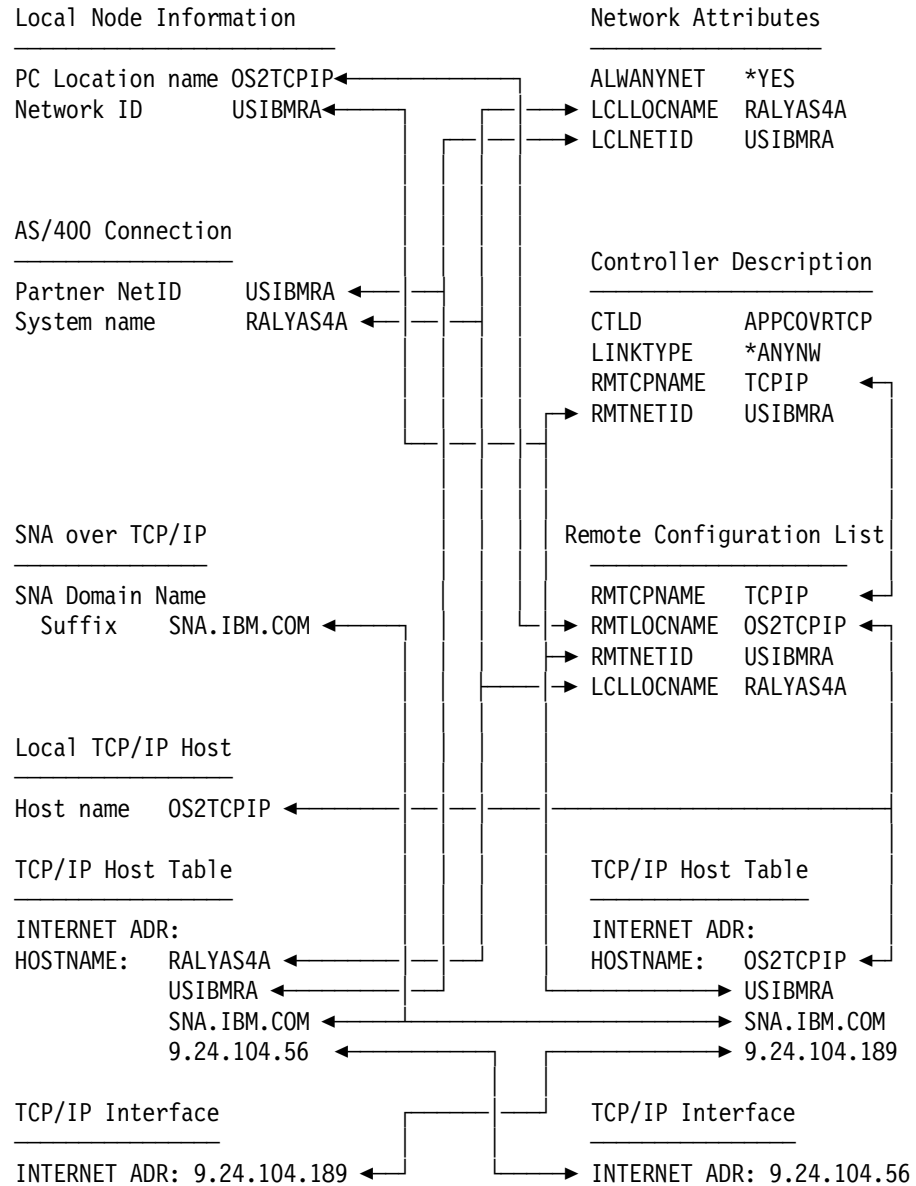 Local Node Information
PC Location name OS2TCPIP
Network ID USIBMRA
AS/400 Connection
Partner NetID USIBMRA
System name RALYAS4A
SNA over TCP/IP
SNA Domain Name
Suffix SNA.IBM.COM
Local TCP/IP Host
Host name OS2TCPIP
TCP/IP Host Table
INTERNET ADR:
HOSTNAME: RALYAS4A
USIBMRA
SNA.IBM.COM
9.24.104.56
TCP/IP Interface
INTERNET ADR: 9.24.104.189
Network Attributes
ALWANYNET *YES
LCLLOCNAME RALYAS4A
LCLNETID USIBMRA
Controller Description
CTLD APPCOVRTCP
LINKTYPE *ANYNW
RMTCPNAME TCPIP
RMTNETID USIBMRA
Remote Configuration List
RMTCPNAME TCPIP
RMTLOCNAME OS2TCPIP
RMTNETID USIBMRA
LCLLOCNAME RALYAS4A
TCP/IP Host Table
INTERNET ADR:
HOSTNAME: OS2TCPIP
USIBMRA
SNA.IBM.COM
9.24.104.189
TCP/IP Interface
INTERNET ADR: 9.24.104.56